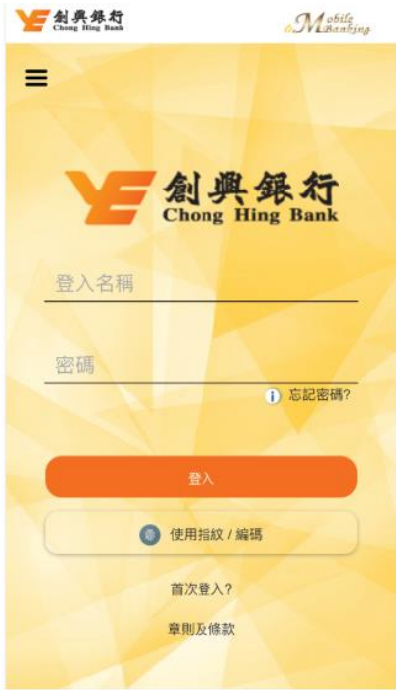 創興銀行
Chong Hing Bank
Mobile
Banking
創興銀行
Chong Hing Bank
登入名稱
密碼
忘記密碼?
登入
使用指紋 / 編碼
首次登入?
章則及條款